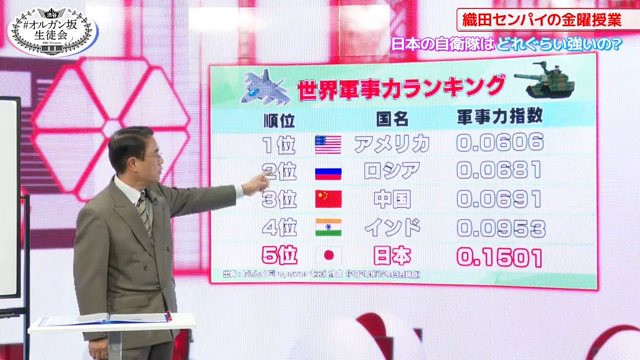 渋谷
#オルガン坂
生徒会
織田センパイの金曜授業
日本の自衛隊は どれぐらい強いの?
世界軍事力ランキング
順位 国名 軍事力指数
1位 アメリカ 0.0606
2位 ロシア 0.0681
3位 中国 0.0691
4位 インド 0.0953
5位 日本 0.1501
出典: